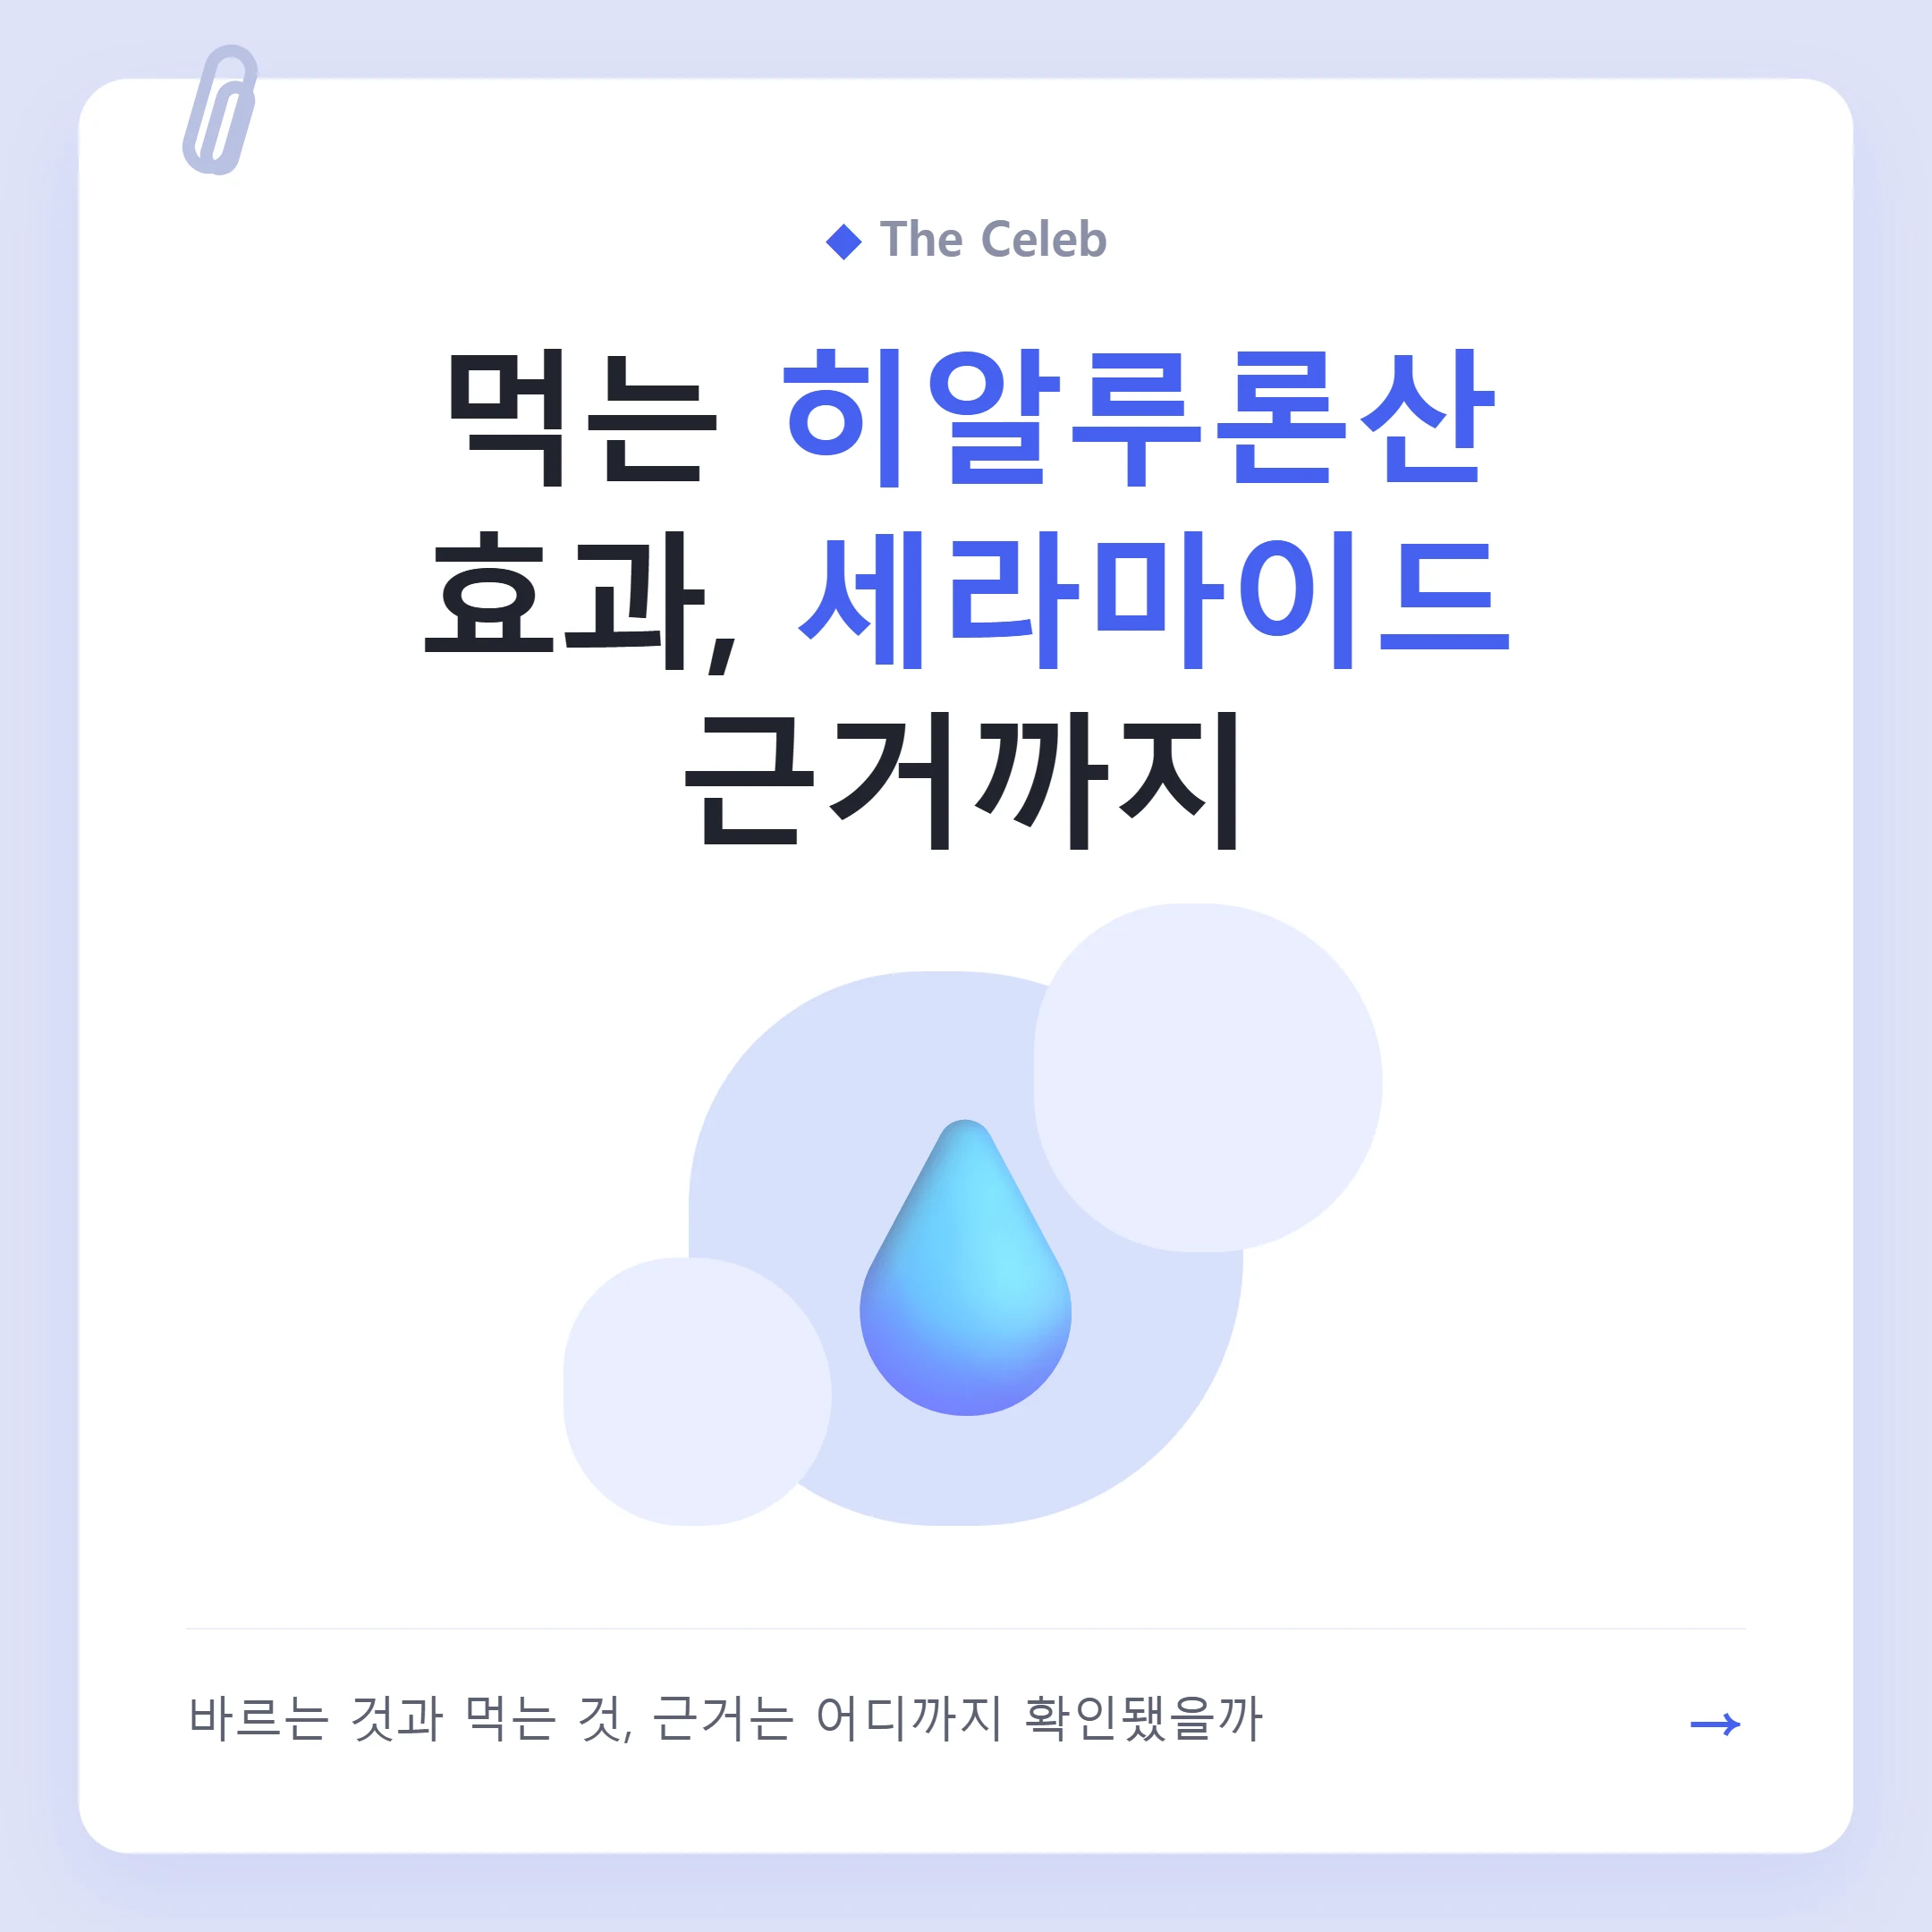 The Celeb
먹는 히알루론산
효과, 세라마이드
근거까지
바르는 것과 먹는 것, 근거는 어디까지 확인됐을까